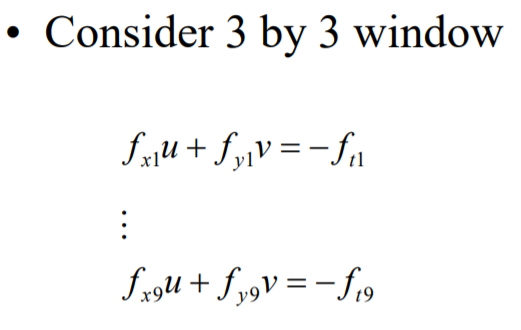 • Consider 3 by 3 window
f_{x1}u + f_{y1}v = -f_{t1}
⋮
f_{x9}u + f_{y9}v = -f_{t9}